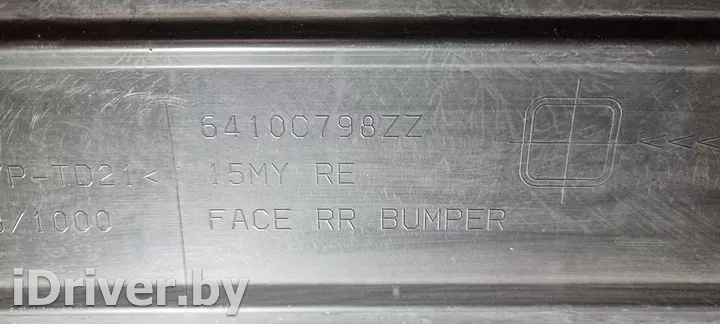 6410C798ZZ
P-TD21< 15MY RE
/1000 FACE RR BUMPER
<<<
iDriver.by